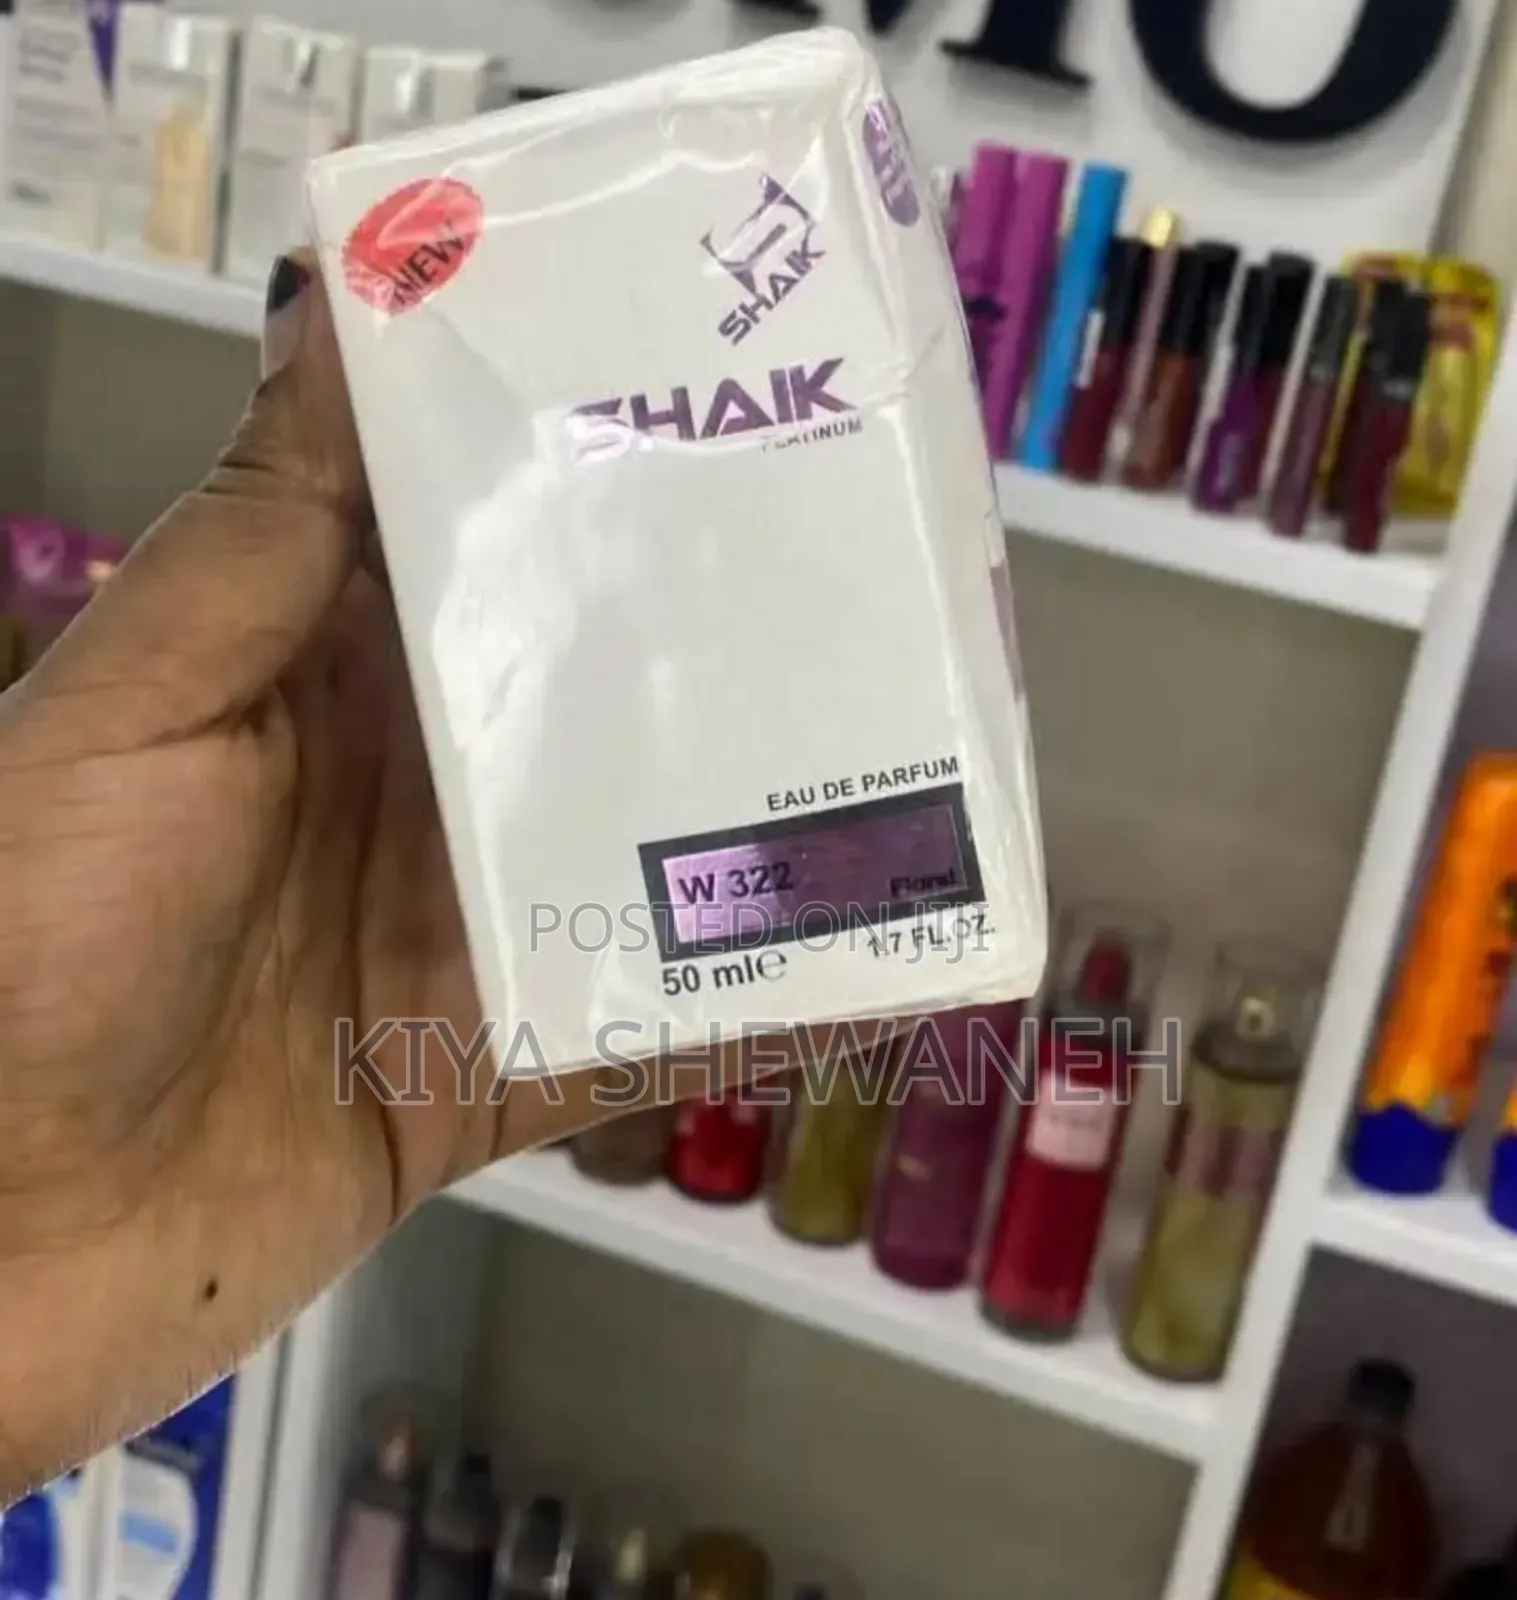 NEW
SHAIK
SHAIK
PLATINUM
EAU DE PARFUM
W 322
Floral
50 ml℮
1.7 FL.OZ.
POSTED ON JIJI
KIYA SHEWANEH